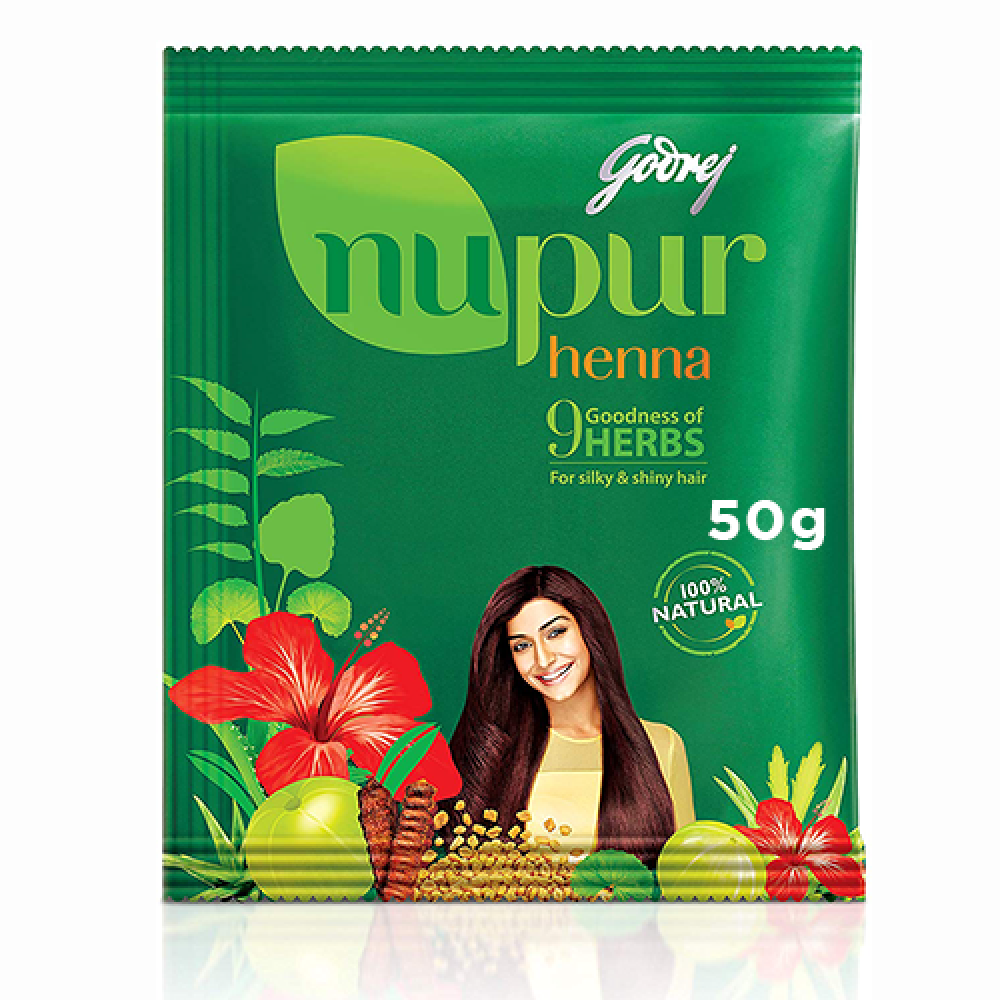 Godrej
nupur
henna
9 Goodness of
HERBS
For silky & shiny hair
50g
100%
NATURAL